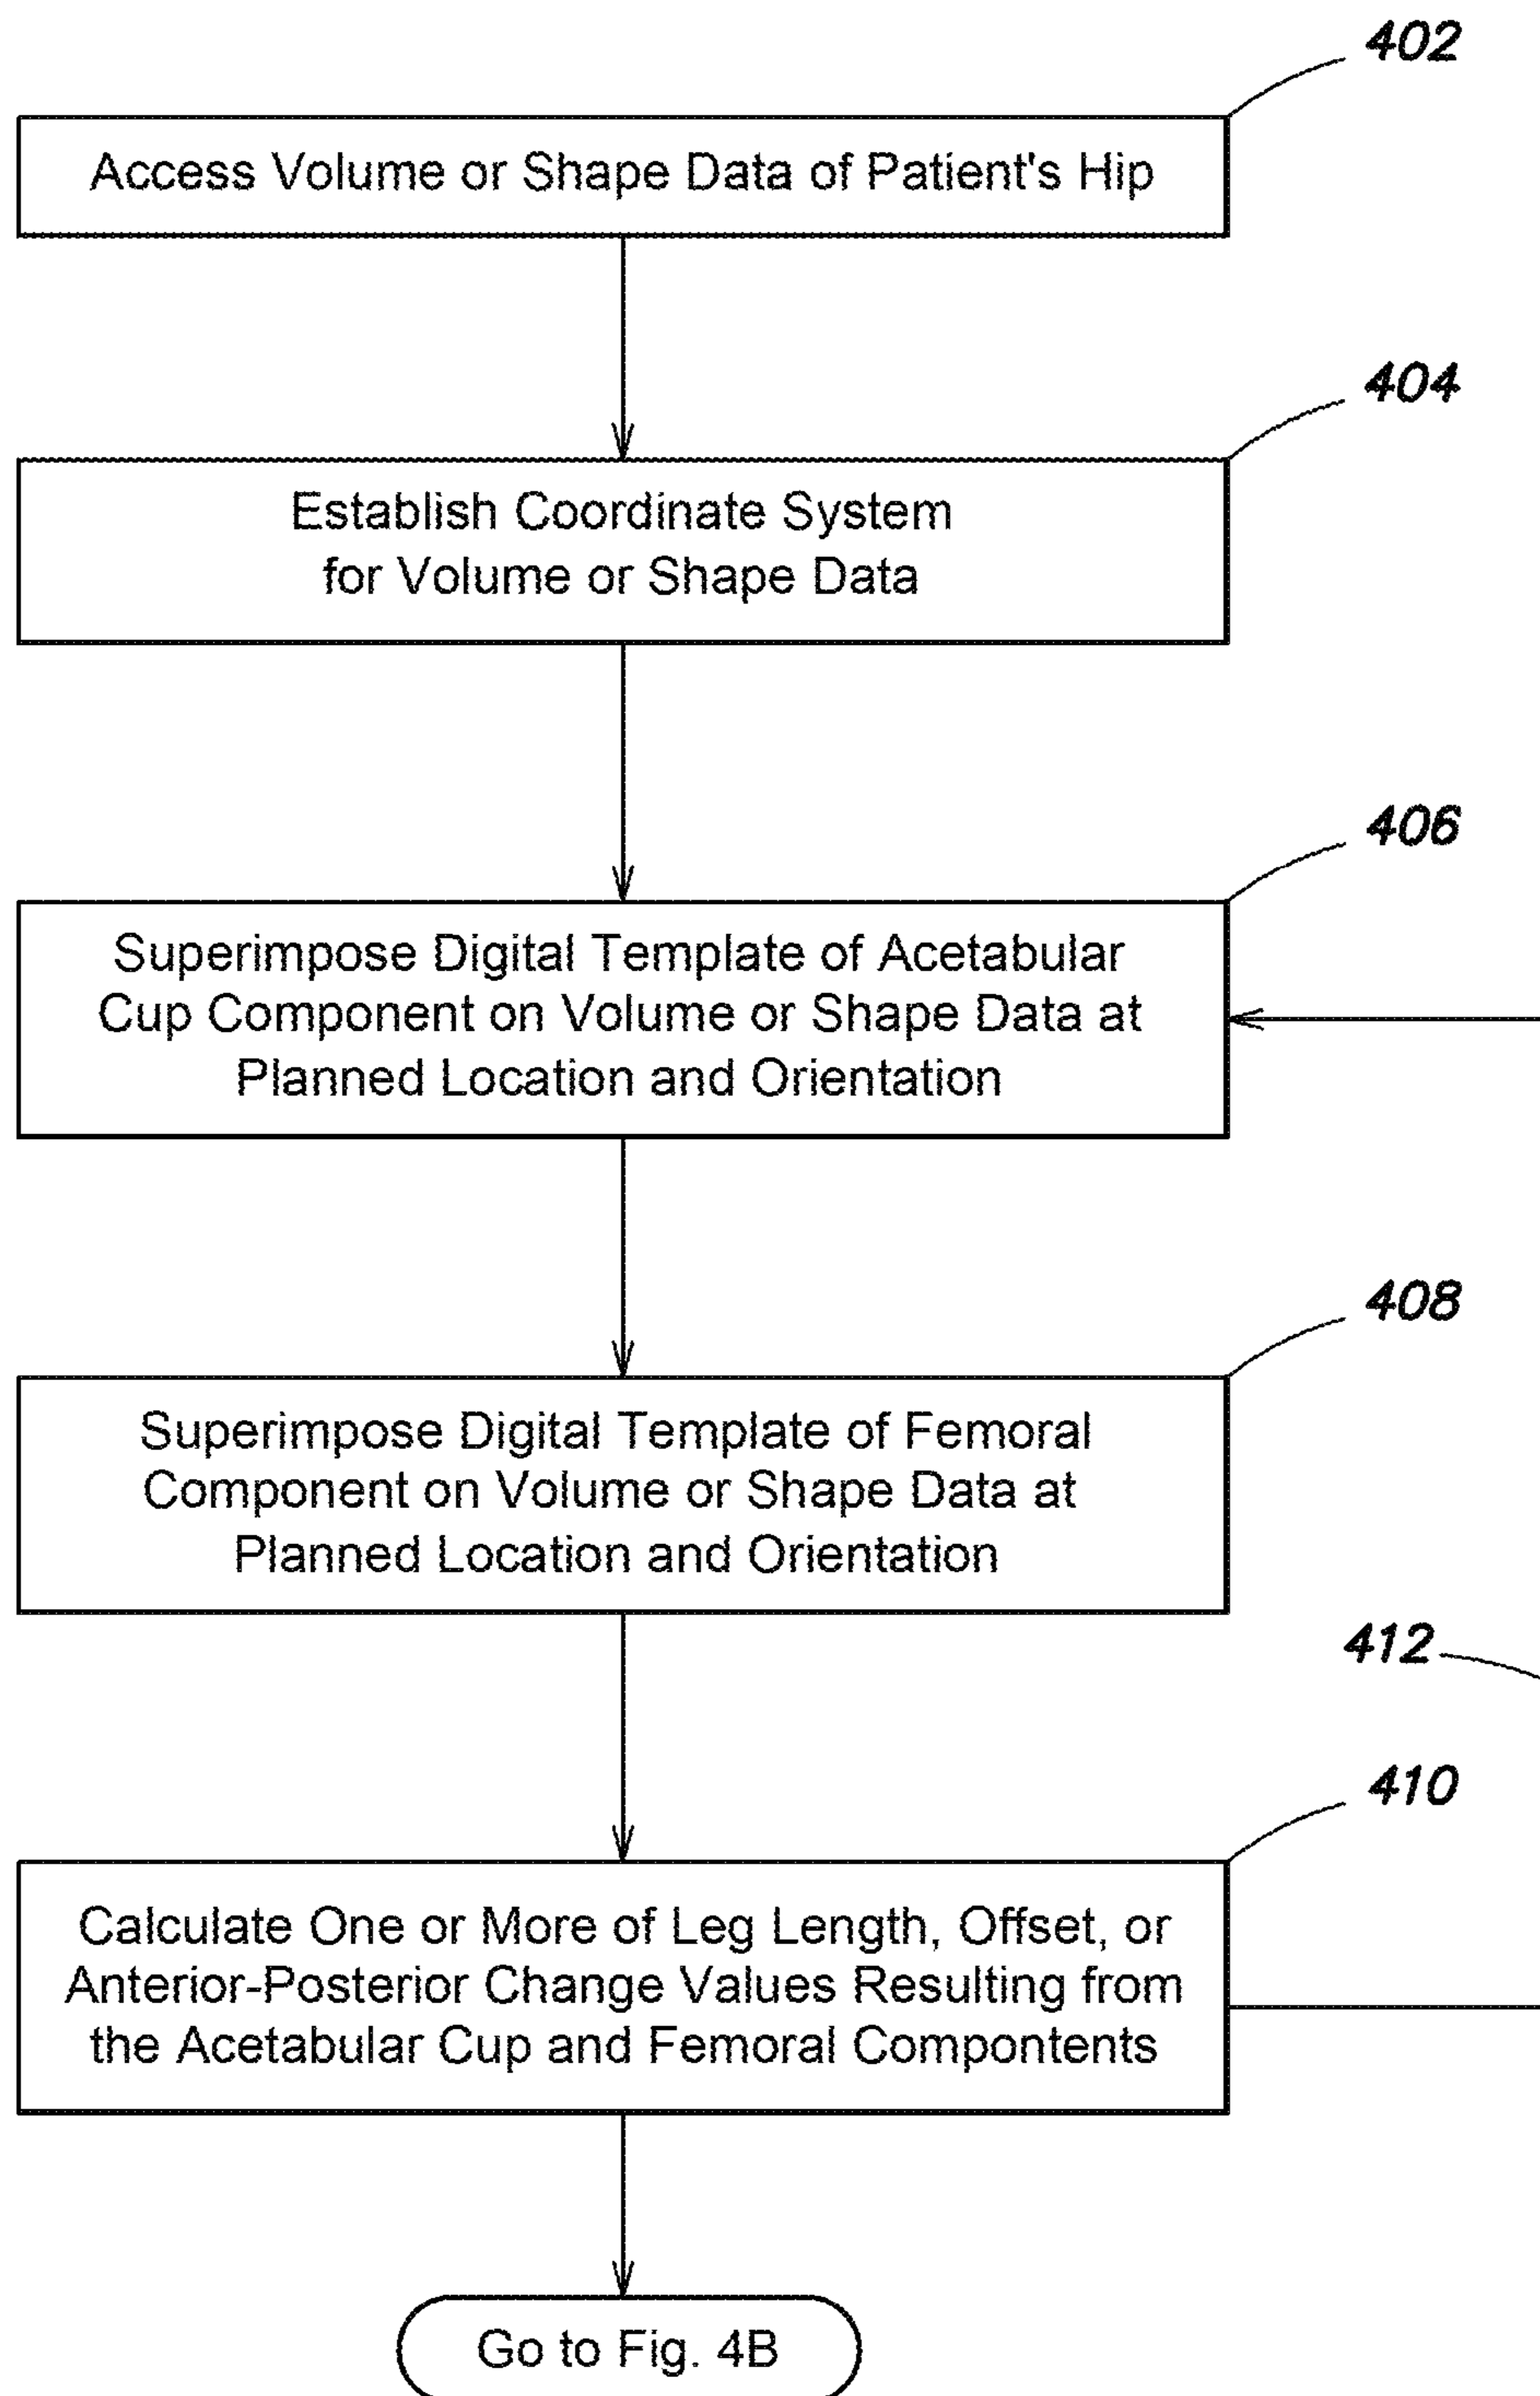 402
Access Volume or Shape Data of Patient's Hip
404
Establish Coordinate System
for Volume or Shape Data
406
Superimpose Digital Template of Acetabular
Cup Component on Volume or Shape Data at
Planned Location and Orientation
408
Superimpose Digital Template of Femoral
Component on Volume or Shape Data at
Planned Location and Orientation
412
410
Calculate One or More of Leg Length, Offset, or
Anterior-Posterior Change Values Resulting from
the Acetabular Cup and Femoral Compontents
Go to Fig. 4B